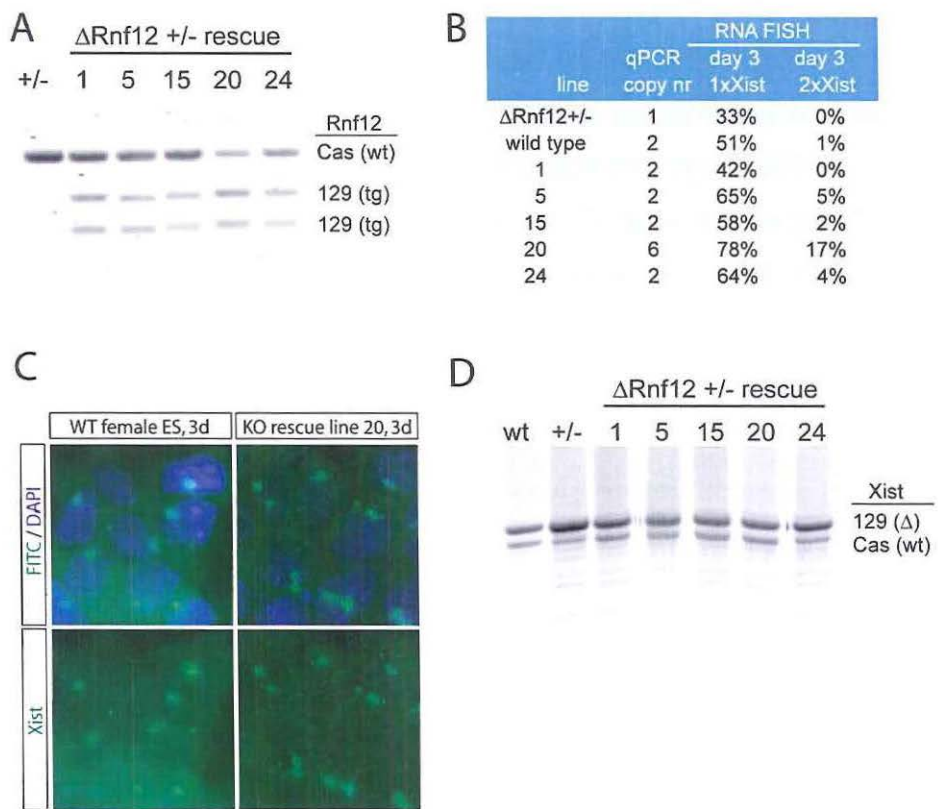 A
ΔRnf12 +/- rescue
+/- 1 5 15 20 24
Rnf12
Cas (wt)
129 (tg)
129 (tg)
B
RNA FISH
qPCR day 3 day 3
line copy nr 1xXist 2xXist
ΔRnf12+/- 1 33% 0%
wild type 2 51% 1%
1 2 42% 0%
5 2 65% 5%
15 2 58% 2%
20 6 78% 17%
24 2 64% 4%
C
WT female ES, 3d KO rescue line 20, 3d
FITC / DAPI
Xist
D
ΔRnf12 +/- rescue
wt +/- 1 5 15 20 24
Xist
129 (Δ)
Cas (wt)